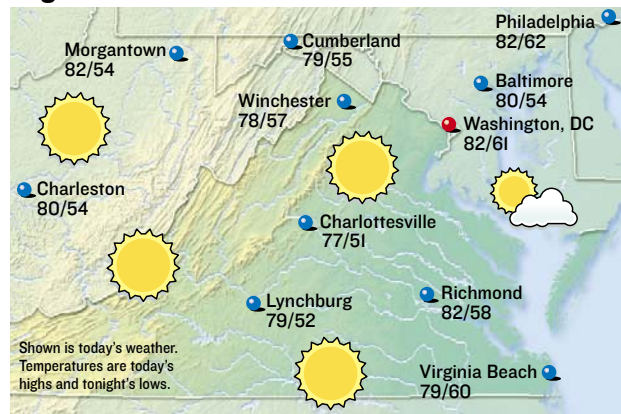 Philadelphia
82/62
Morgantown
82/54
Cumberland
79/55
Baltimore
80/54
Winchester
78/57
Washington, DC
82/61
Charleston
80/54
Charlottesville
77/51
Lynchburg
79/52
Richmond
82/58
Shown is today's weather.
Temperatures are today's
highs and tonight's lows.
Virginia Beach
79/60